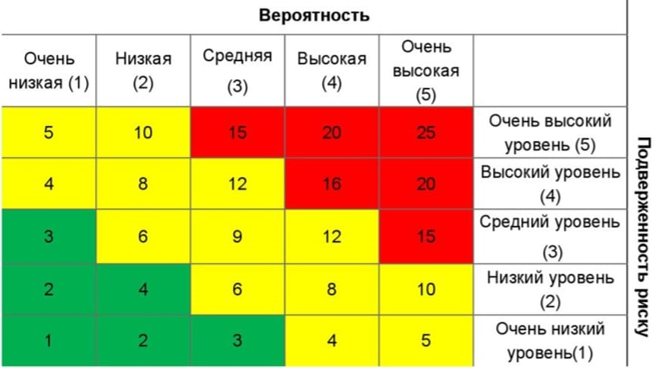 Вероятность
Очень
низкая (1)
Низкая
(2)
Средняя
(3)
Высокая
(4)
Очень
высокая
(5)
5 10 15 20 25
Очень высокий
уровень (5)
4 8 12 16 20
Высокий уровень
(4)
3 6 9 12 15
Средний уровень
(3)
2 4 6 8 10
Низкий уровень
(2)
1 2 3 4 5
Очень низкий
уровень(1)
Подверженность риску